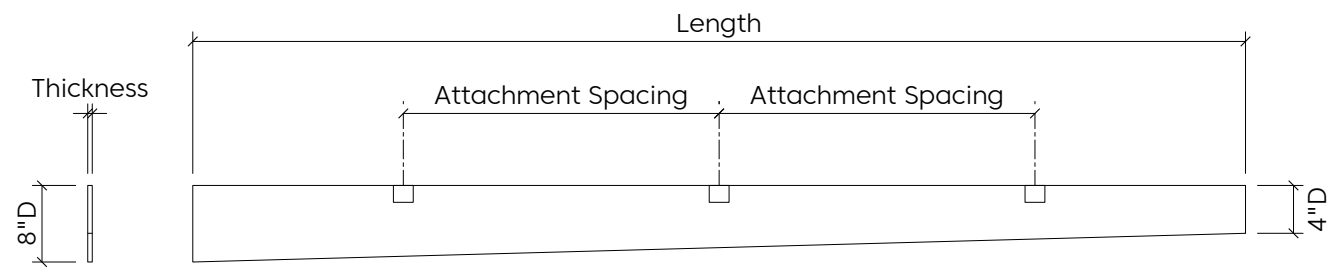 Length
Thickness
Attachment Spacing
Attachment Spacing
8"D
4"D